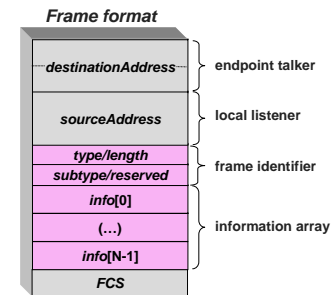 Frame format
destinationAddress
endpoint talker
sourceAddress
local listener
type/length
subtype/reserved
frame identifier
info[0]
(...)
info[N-1]
information array
FCS